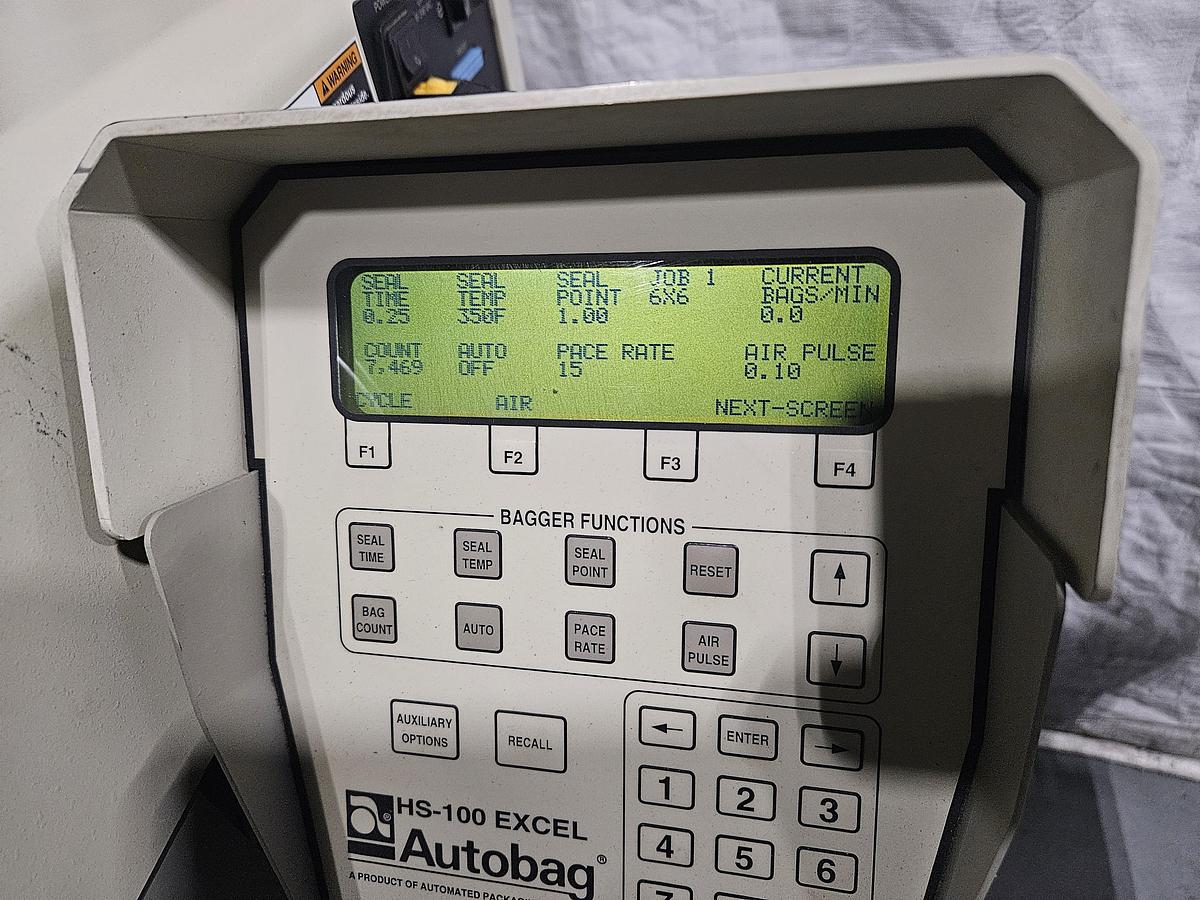 WARNING
SEAL SEAL SEAL JOB 1 CURRENT
TIME TEMP POINT 6X6 BAGS/MIN
0.25 350F 1.00 0.0
COUNT AUTO PACE RATE AIR PULSE
7,469 OFF 15 0.10
CYCLE AIR NEXT-SCREEN
F1 F2 F3 F4
BAGGER FUNCTIONS
SEAL TIME
SEAL TEMP
SEAL POINT
RESET
↑
BAG COUNT
AUTO
PACE RATE
AIR PULSE
↓
AUXILIARY OPTIONS
RECALL
← ENTER →
1 2 3
4 5 6
7
HS-100 EXCEL
a®
Autobag®
A PRODUCT OF AUTOMATED